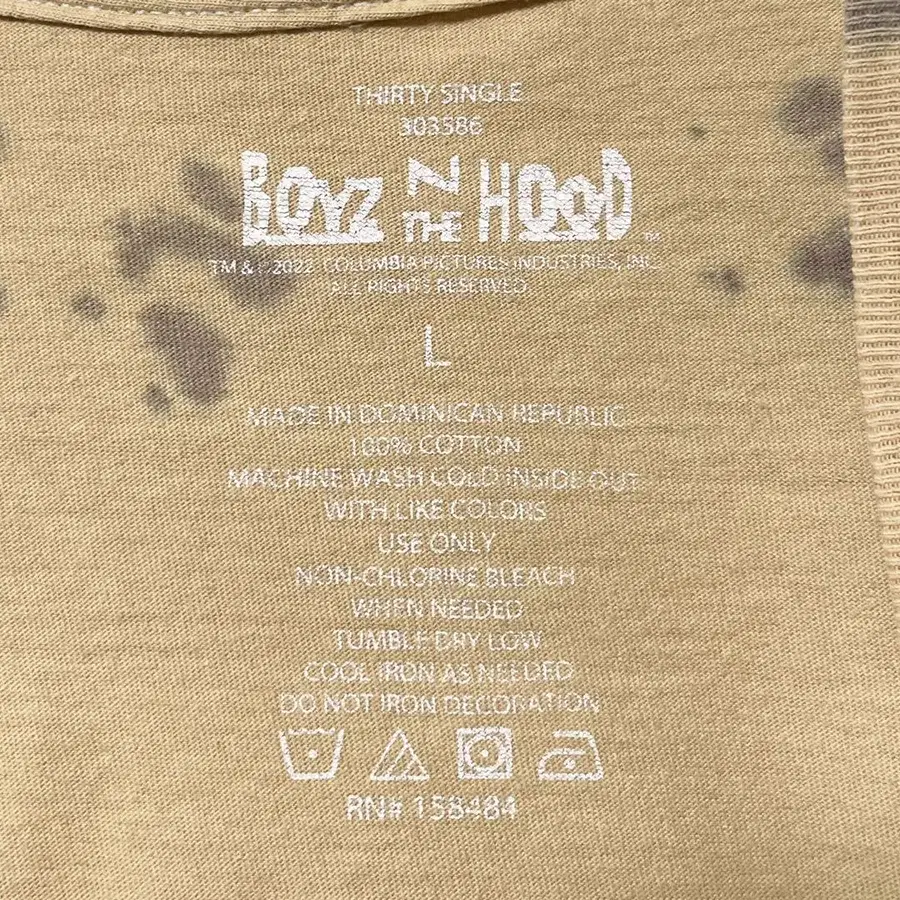 THIRTY SINGLE
303586
BOYZ N THE HOOD ™
TM & ©2022 COLUMBIA PICTURES INDUSTRIES, INC.
ALL RIGHTS RESERVED
L
MADE IN DOMINICAN REPUBLIC
100% COTTON
MACHINE WASH COLD INSIDE OUT
WITH LIKE COLORS
USE ONLY
NON-CHLORINE BLEACH
WHEN NEEDED
TUMBLE DRY LOW
COOL IRON AS NEEDED
DO NOT IRON DECORATION
RN# 158484